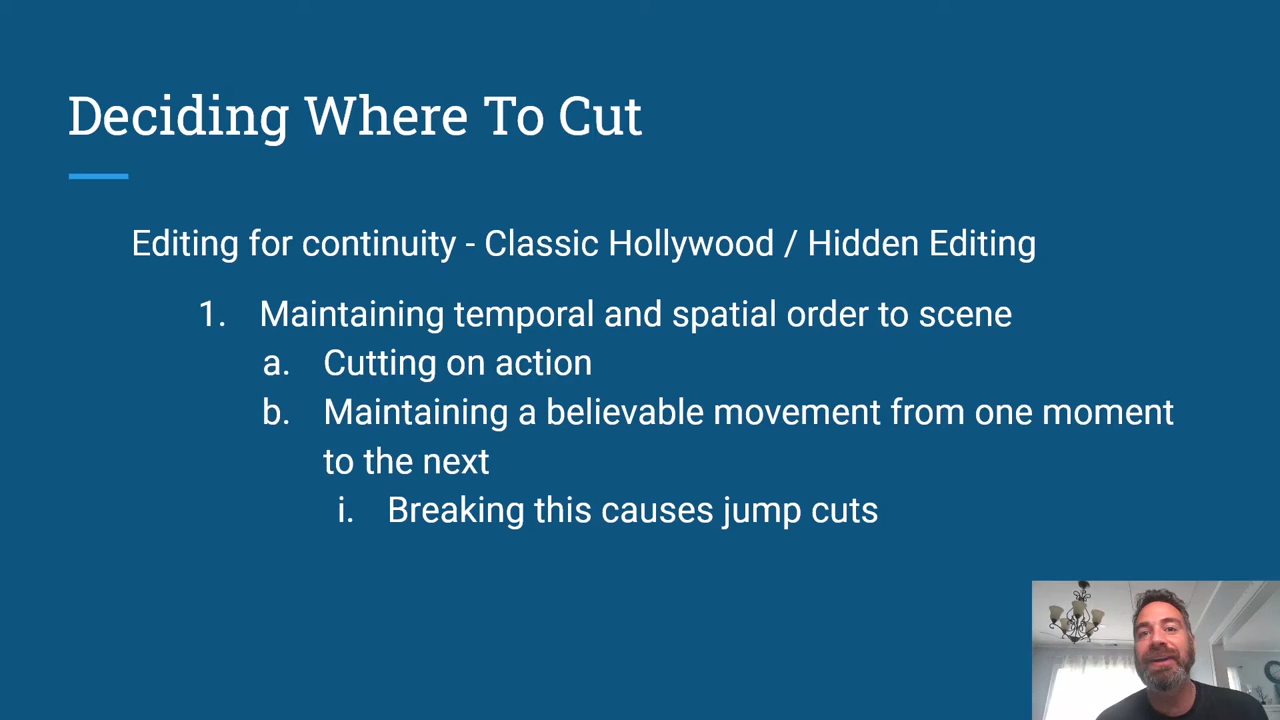 Deciding Where To Cut
Editing for continuity - Classic Hollywood / Hidden Editing
1. Maintaining temporal and spatial order to scene
a. Cutting on action
b. Maintaining a believable movement from one moment
to the next
i. Breaking this causes jump cuts